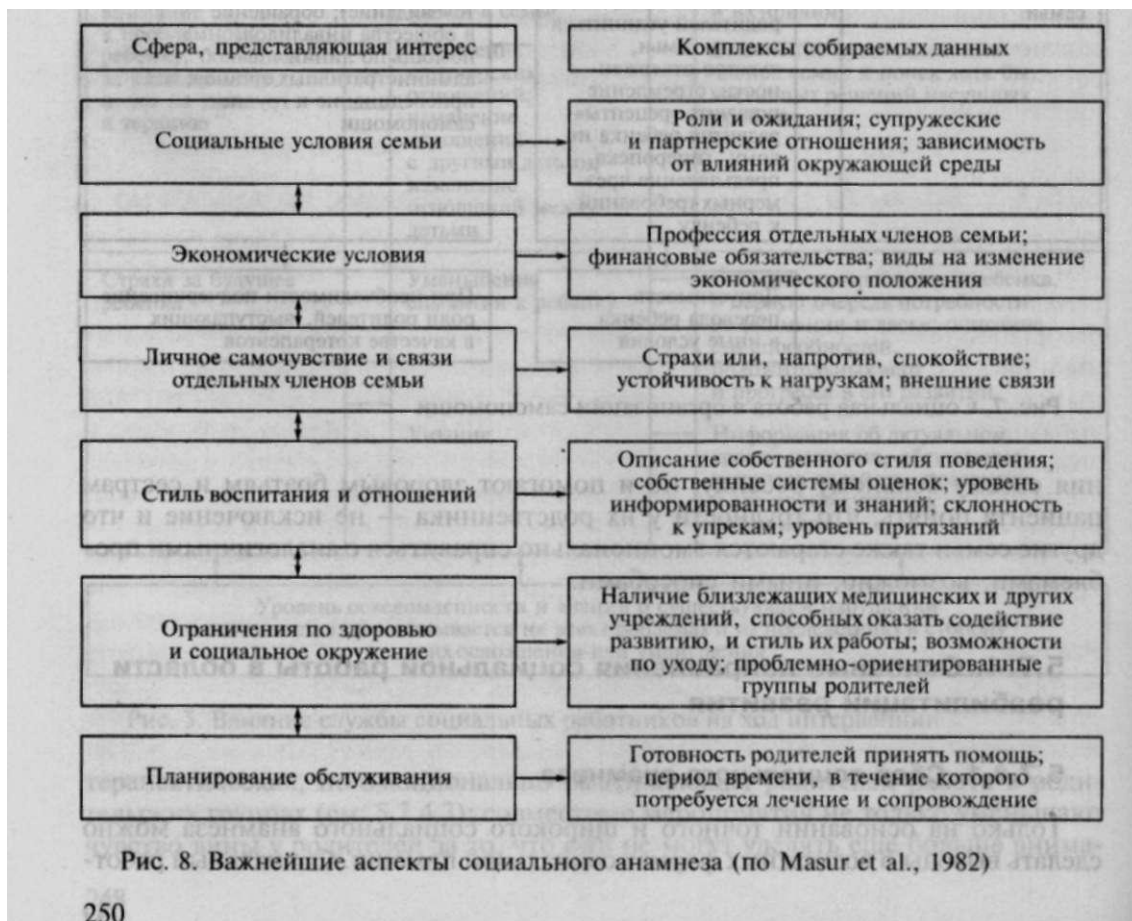 Сфера, представляющая интерес
Комплексы собираемых данных
Социальные условия семьи
Роли и ожидания; супружеские
и партнерские отношения; зависимость
от влияний окружающей среды
Экономические условия
Профессия отдельных членов семьи;
финансовые обязательства; виды на изменение
экономического положения
Личное самочувствие и связи
отдельных членов семьи
Страхи или, напротив, спокойствие;
устойчивость к нагрузкам; внешние связи
Стиль воспитания и отношений
Описание собственного стиля поведения;
собственные системы оценок; уровень
информированности и знаний; склонность
к упрекам; уровень притязаний
Ограничения по здоровью
и социальное окружение
Наличие близлежащих медицинских и других
учреждений, способных оказать содействие
развитию, и стиль их работы; возможности
по уходу; проблемно-ориентированные
группы родителей
Планирование обслуживания
Готовность родителей принять помощь;
период времени, в течение которого
потребуется лечение и сопровождение
Рис. 8. Важнейшие аспекты социального анамнеза (по Masur et al., 1982)
250